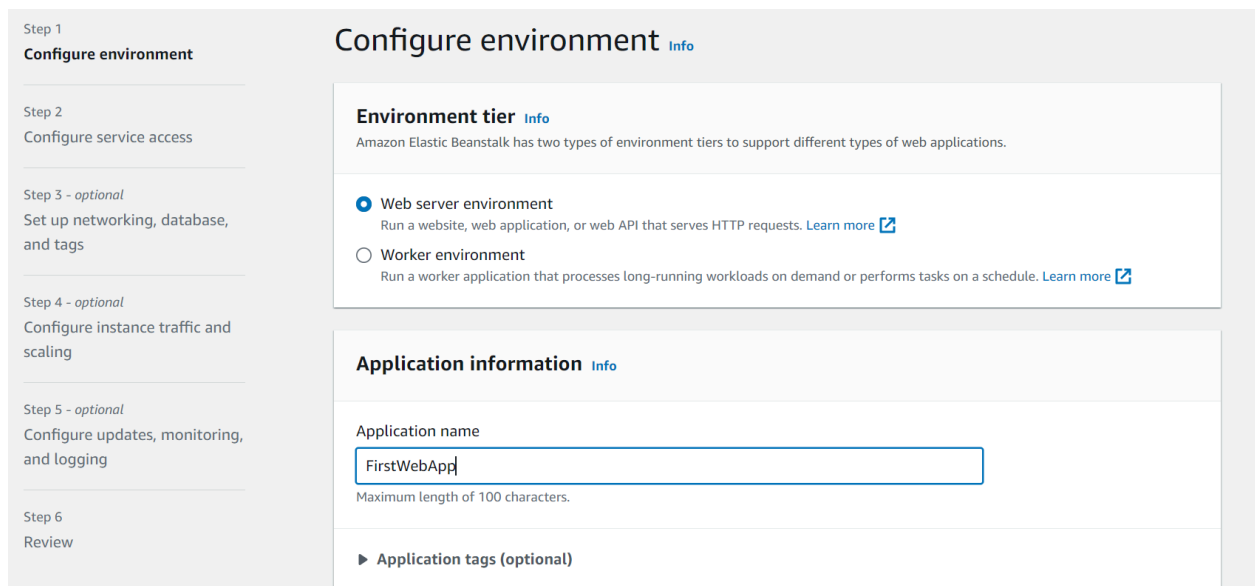 Step 1
Configure environment
Step 2
Configure service access
Step 3 - optional
Set up networking, database,
and tags
Step 4 - optional
Configure instance traffic and
scaling
Step 5 - optional
Configure updates, monitoring,
and logging
Step 6
Review
Configure environment Info
Environment tier Info
Amazon Elastic Beanstalk has two types of environment tiers to support different types of web applications.
Web server environment
Run a website, web application, or web API that serves HTTP requests. Learn more
Worker environment
Run a worker application that processes long-running workloads on demand or performs tasks on a schedule. Learn more
Application information Info
Application name
FirstWebApp
Maximum length of 100 characters.
Application tags (optional)